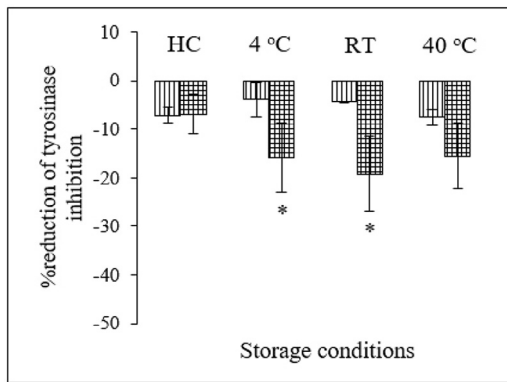 10
HC 4 °C RT 40 °C
0
-10
-20
-30
-40
-50
* *
%reduction of tyrosinase
inhibition
Storage conditions